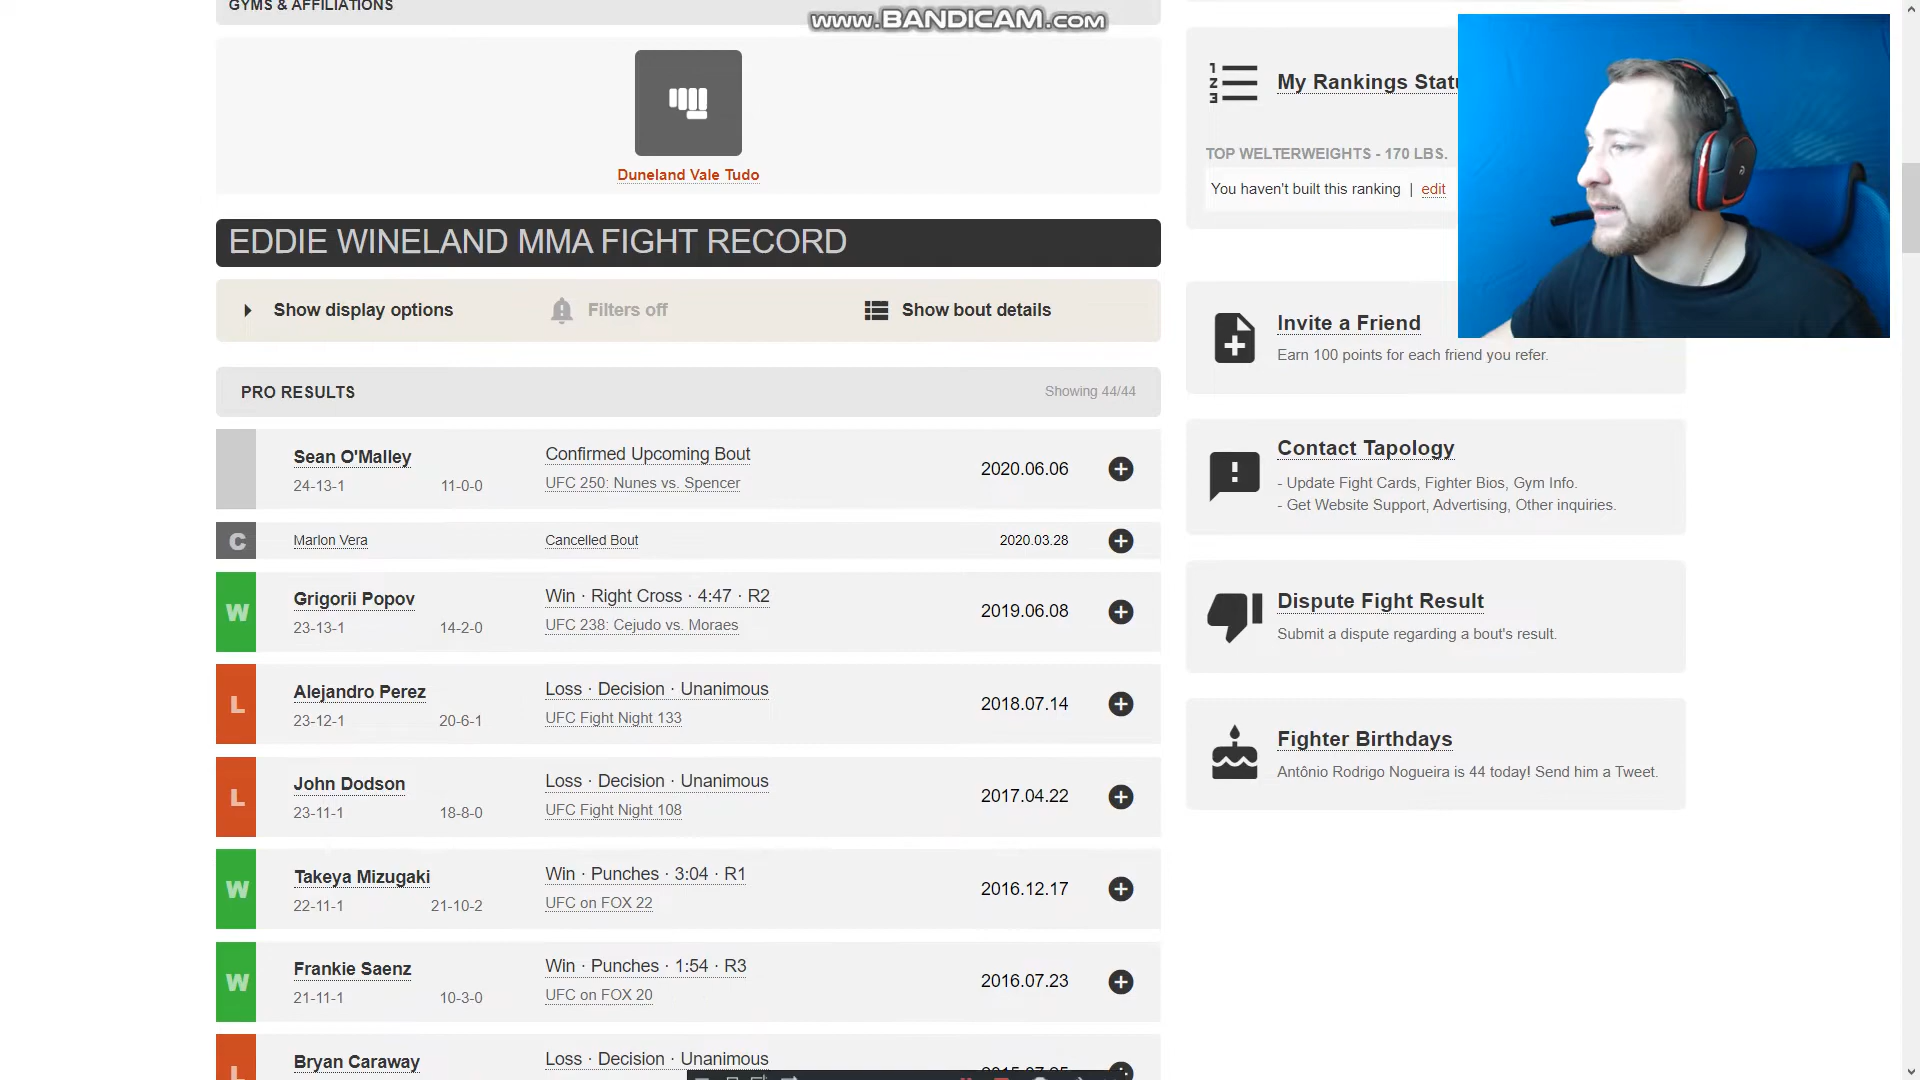 GYMS & AFFILIATIONS
www.BANDICAM.com
Duneland Vale Tudo
EDDIE WINELAND MMA FIGHT RECORD
Show display options
Filters off
Show bout details
PRO RESULTS
Showing 44/44
Sean O'Malley
Confirmed Upcoming Bout
2020.06.06
24-13-1
11-0-0
UFC 250: Nunes vs. Spencer
C
Marlon Vera
Cancelled Bout
2020.03.28
W
Grigorii Popov
Win · Right Cross · 4:47 · R2
2019.06.08
23-13-1
14-2-0
UFC 238: Cejudo vs. Moraes
L
Alejandro Perez
Loss · Decision · Unanimous
2018.07.14
23-12-1
20-6-1
UFC Fight Night 133
L
John Dodson
Loss · Decision · Unanimous
2017.04.22
23-11-1
18-8-0
UFC Fight Night 108
W
Takeya Mizugaki
Win · Punches · 3:04 · R1
2016.12.17
22-11-1
21-10-2
UFC on FOX 22
W
Frankie Saenz
Win · Punches · 1:54 · R3
2016.07.23
21-11-1
10-3-0
UFC on FOX 20
L
Bryan Caraway
Loss · Decision · Unanimous
1
2
3
My Rankings
TOP WELTERWEIGHTS - 170 LBS.
You haven't built this ranking | edit
Invite a Friend
Earn 100 points for each friend you refer.
Contact Tapology
- Update Fight Cards, Fighter Bios, Gym Info.
- Get Website Support, Advertising, Other inquiries.
Dispute Fight Result
Submit a dispute regarding a bout's result.
Fighter Birthdays
Antônio Rodrigo Nogueira is 44 today! Send him a Tweet.